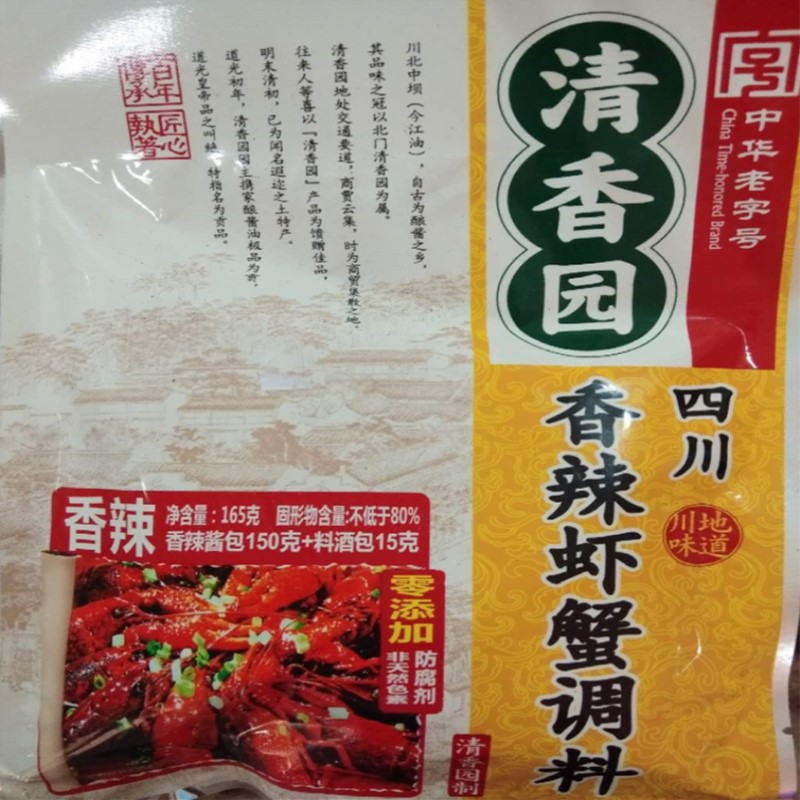 中华老字号
China Time-honored Brand
清香园
四川
香辣虾蟹调料
川味
地道
川北中坝(今江油),自古为酿酱之乡,
其品味之冠以北门清香园为属。
清香园地处交通要道,商贾云集,时为商贸集散之地,
往来人等喜以「清香园」产品为馈赠佳品,
明末清初,已为闻名遐迩之土特产。
道光初年,清香园园主携家酿酱油极品为贡,
道光皇帝品之叫绝,特指名为贡品。
百年
传承
匠心
执著
香辣
净含量:165克 固形物含量:不低于80%
香辣酱包150克+料酒包15克
零添加
防腐剂
非天然色素
清香园制